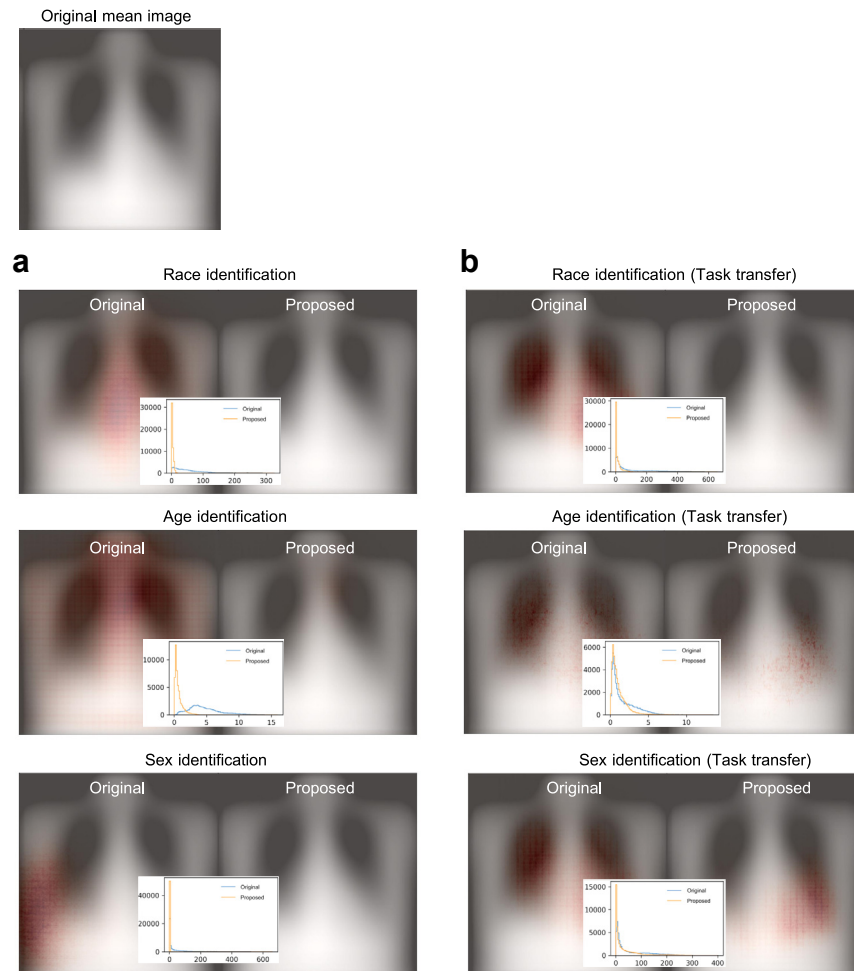 Original mean image
a
Race identification
Original Proposed
30000
20000
10000
0
0 100 200 300
Original
Proposed
Age identification
Original Proposed
10000
5000
0
0 5 10 15
Original
Proposed
Sex identification
Original Proposed
40000
20000
0
0 200 400 600
Original
Proposed
b
Race identification (Task transfer)
Original Proposed
30000
20000
10000
0
0 200 400 600
Original
Proposed
Age identification (Task transfer)
Original Proposed
6000
4000
2000
0
0 5 10
Original
Proposed
Sex identification (Task transfer)
Original Proposed
15000
10000
5000
0
0 100 200 300 400
Original
Proposed